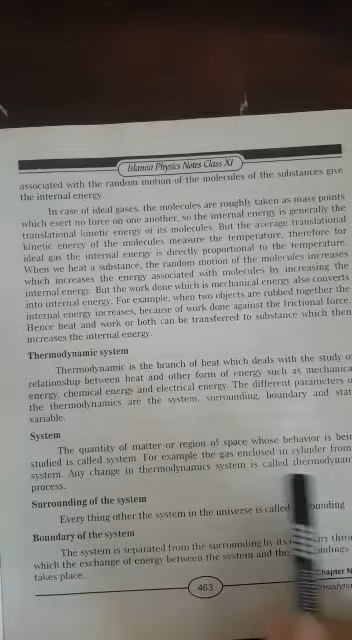 Islamia Physics Notes Class XI
associated with the random motion of the molecules of the substances give
the internal energy.
In case of ideal gases, the molecules are roughly taken as mass points
which exert no force on one another, so the internal energy is generally the
translational kinetic energy of its molecules. But the average translational
kinetic energy of the molecules measure the temperature, therefore for
ideal gas the internal energy is directly proportional to the temperature.
When we heat a substance, the random motion of the molecules increases
which increases the energy associated with molecules by increasing the
internal energy. But the work done which is mechanical energy also converts
into internal energy. For example, when two objects are rubbed together the
internal energy increases, because of work done against the frictional force.
Hence heat and work or both can be transferred to substance which then
increases the internal energy.
Thermodynamic system
Thermodynamic is the branch of heat which deals with the study o
relationship between heat and other form of energy such as mechanica
energy, chemical energy and electrical energy. The different parameters o
the thermodynamics are the system, surrounding, boundary and stat
variable.
System
The quantity of matter or region of space whose behavior is bein
studied is called system. For example the gas enclosed in cylinder from
system. Any change in thermodynamics system is called thermodynam
process.
Surrounding of the system
Every thing other the system in the universe is called ounding
Boundary of the system
The system is separated from the surrounding by its ary throu
which the exchange of energy between the system and the undings
takes place.
463
Chapter N
rmodyna